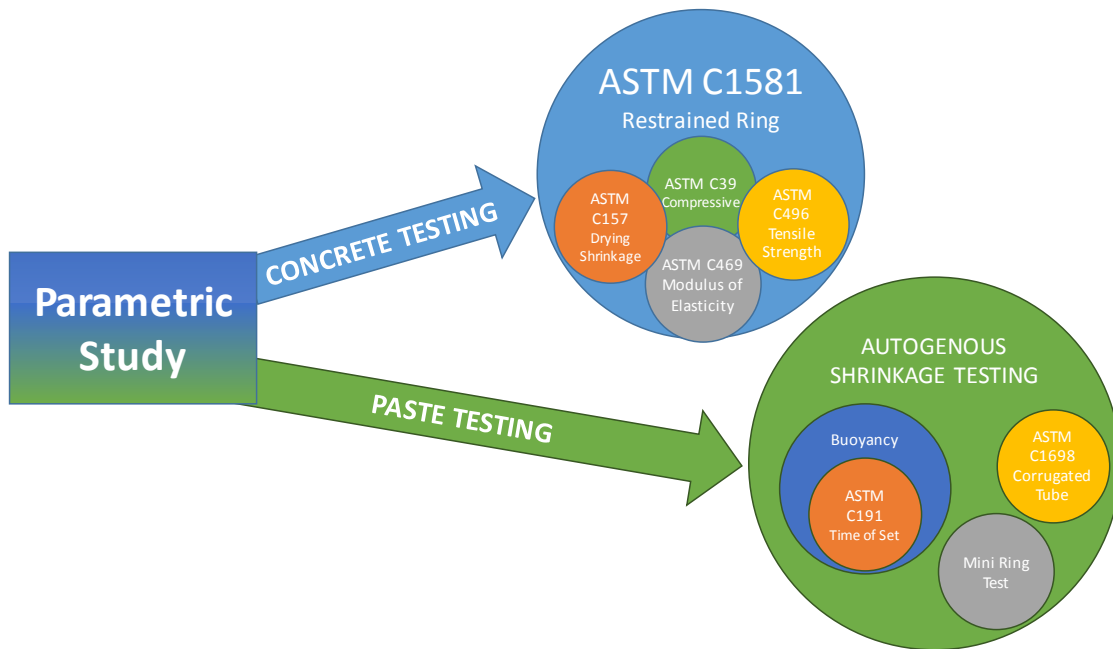 Parametric
Study
CONCRETE TESTING
PASTE TESTING
ASTM C1581
Restrained Ring
ASTM
C157
Drying
Shrinkage
ASTM C39
Compressive
ASTM
C496
Tensile
Strength
ASTM C469
Modulus of
Elasticity
AUTOGENOUS
SHRINKAGE TESTING
Buoyancy
ASTM
C191
Time of Set
ASTM
C1698
Corrugated
Tube
Mini Ring
Test